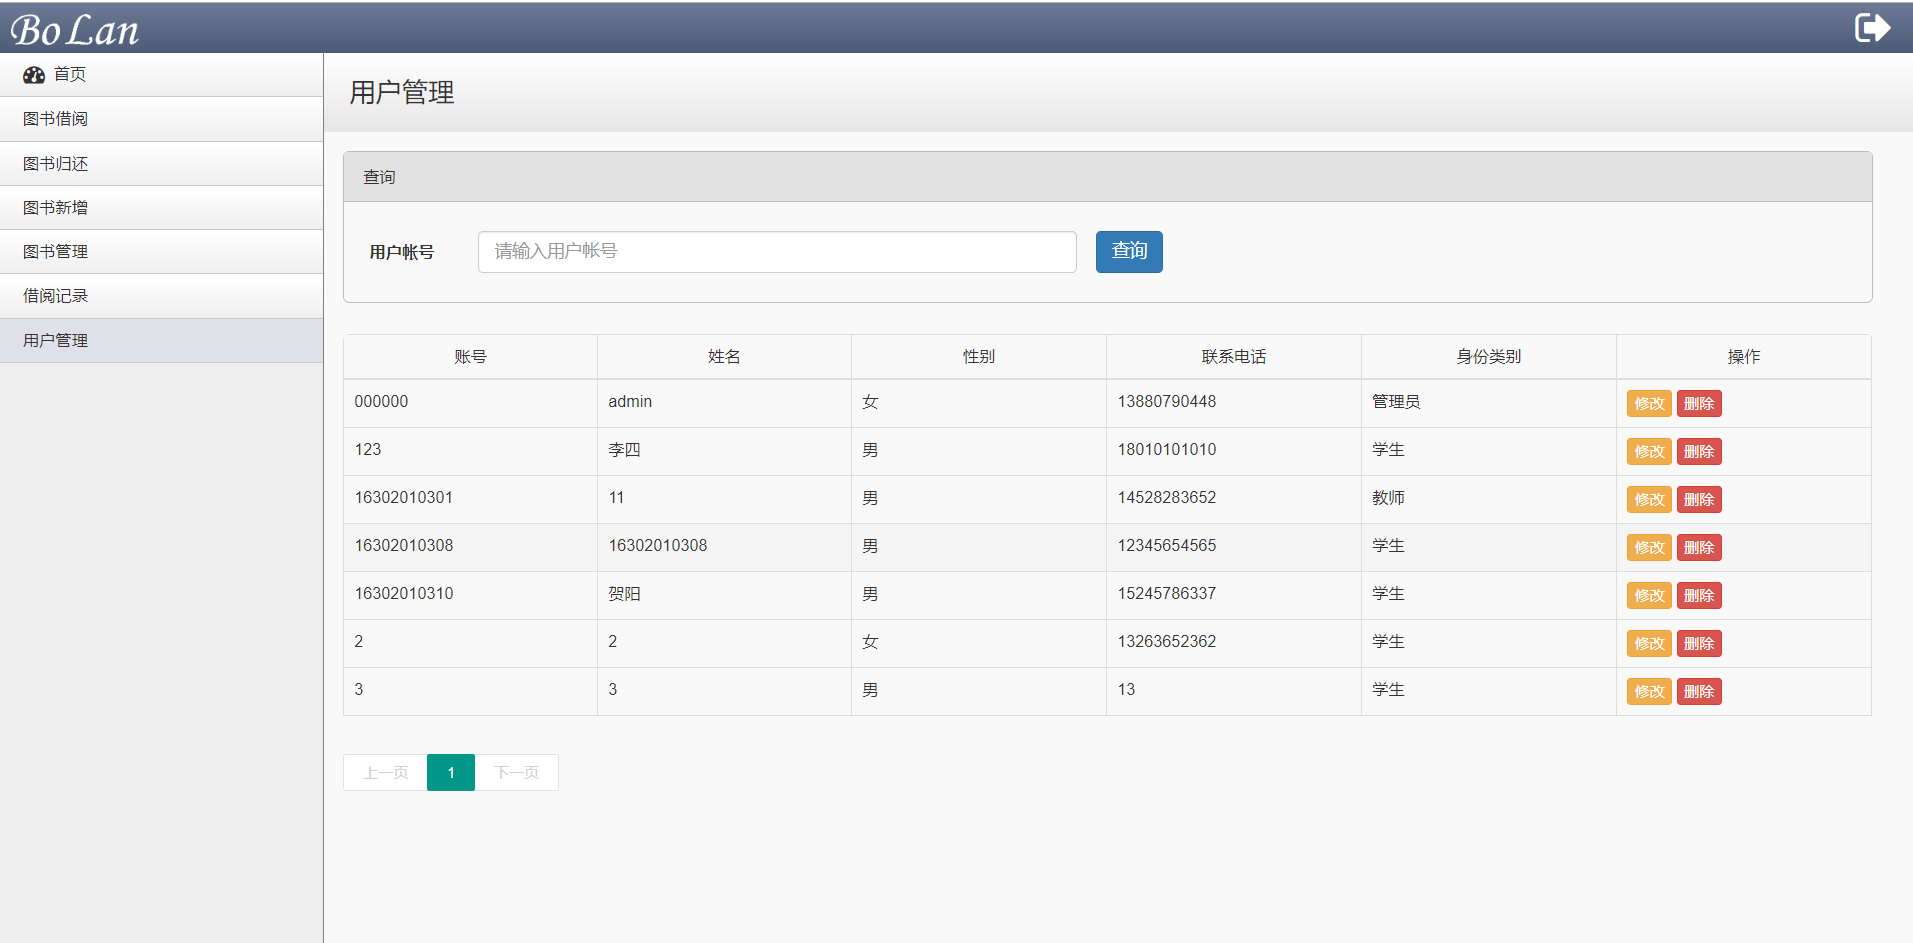 Bo Lan
首页
图书借阅
图书归还
图书新增
图书管理
借阅记录
用户管理
用户管理
查询
用户帐号 请输入用户帐号 查询
账号 姓名 性别 联系电话 身份类别 操作
000000 admin 女 13880790448 管理员 修改 删除
123 李四 男 18010101010 学生 修改 删除
16302010301 11 男 14528283652 教师 修改 删除
16302010308 16302010308 男 12345654565 学生 修改 删除
16302010310 贺阳 男 15245786337 学生 修改 删除
2 2 女 13263652362 学生 修改 删除
3 3 男 13 学生 修改 删除
上一页 1 下一页